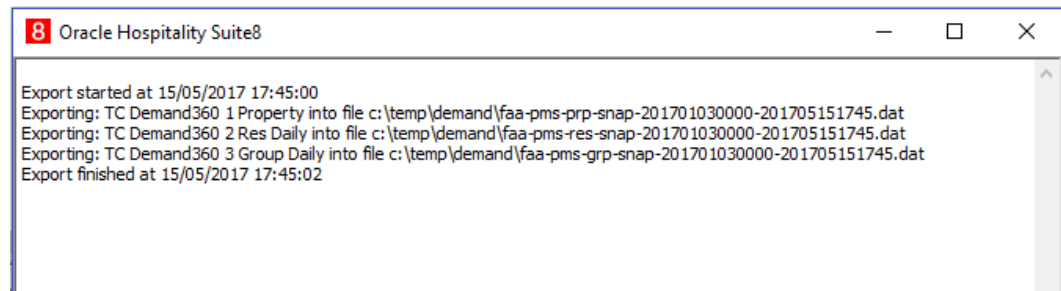 8 Oracle Hospitality Suite8
Export started at 15/05/2017 17:45:00
Exporting: TC Demand360 1 Property into file c:\temp\demand\faa-pms-prp-snap-201701030000-201705151745.dat
Exporting: TC Demand360 2 Res Daily into file c:\temp\demand\faa-pms-res-snap-201701030000-201705151745.dat
Exporting: TC Demand360 3 Group Daily into file c:\temp\demand\faa-pms-grp-snap-201701030000-201705151745.dat
Export finished at 15/05/2017 17:45:02